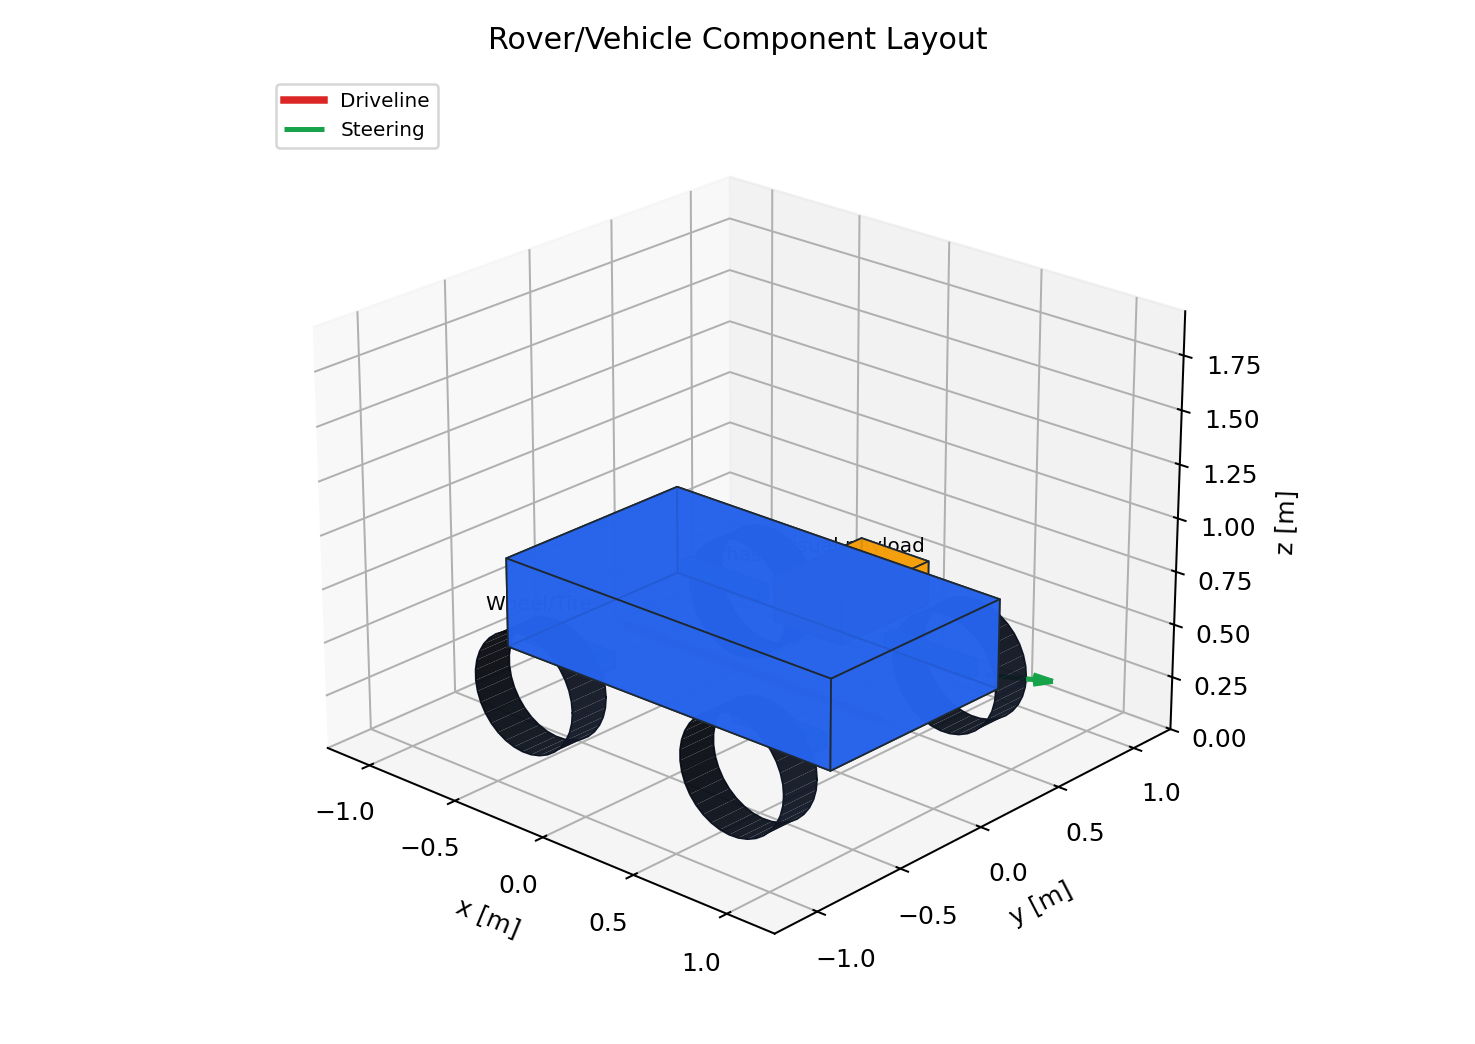 Rover/Vehicle Component Layout
Driveline
Steering
Wheel/Tire
1.75
1.50
1.25
1.00
0.75
0.50
0.25
0.00
z [m]
−1.0
−0.5
0.0
0.5
1.0
x [m]
−1.0
−0.5
0.0
0.5
1.0
y [m]